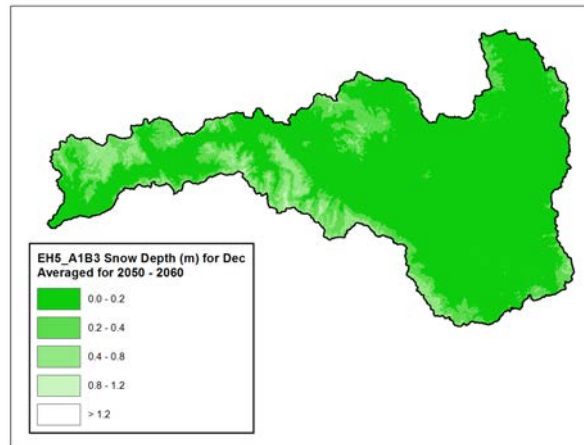 EH5_A1B3 Snow Depth (m) for Dec
Averaged for 2050 - 2060
0.0 - 0.2
0.2 - 0.4
0.4 - 0.8
0.8 - 1.2
> 1.2